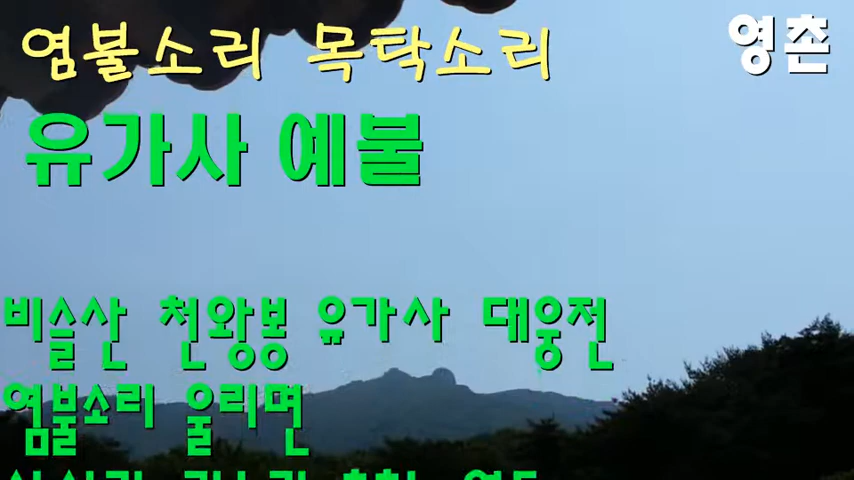 염불소리 목탁소리
영촌
유가사 예불
비슬산 천왕봉 유가사 대웅전
염불소리 울리면